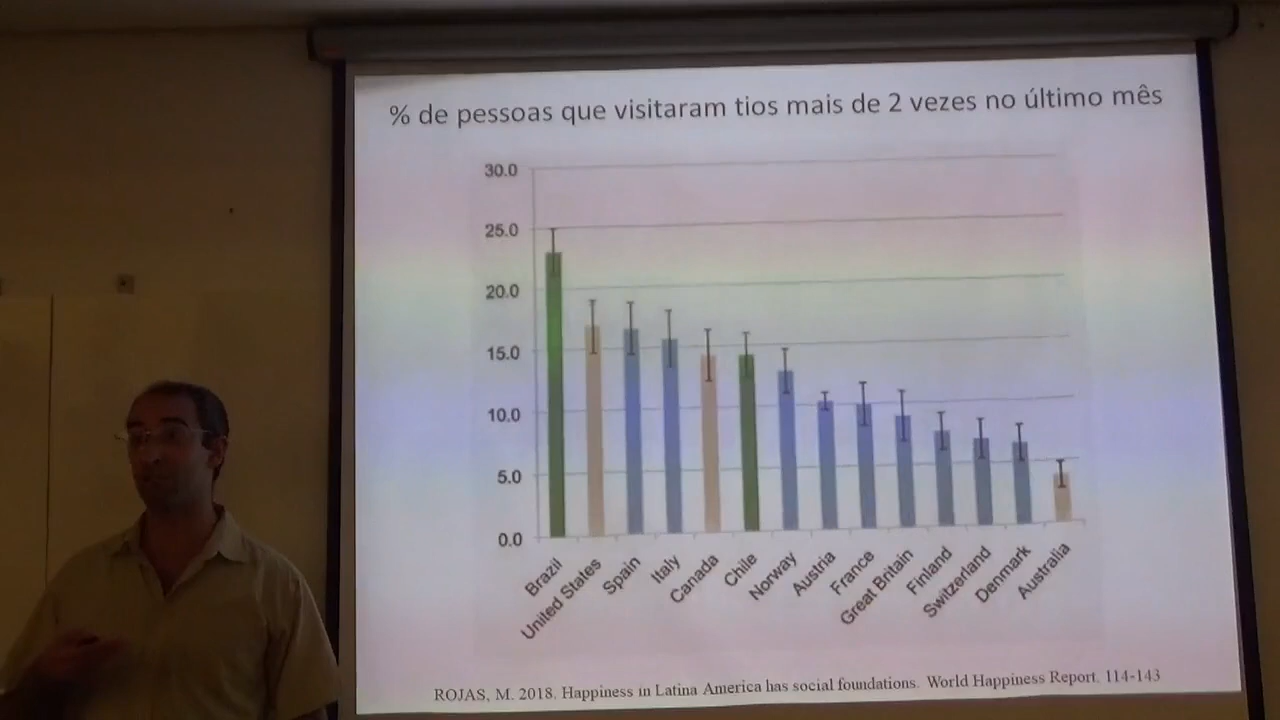 % de pessoas que visitaram tios mais de 2 vezes no último mês
30.0
25.0
20.0
15.0
10.0
5.0
0.0
Brazil
United States
Spain
Italy
Canada
Chile
Norway
Austria
France
Great Britain
Finland
Switzerland
Denmark
Australia
ROJAS, M. 2018. Happiness in Latina America has social foundations. World Happiness Report. 114-143